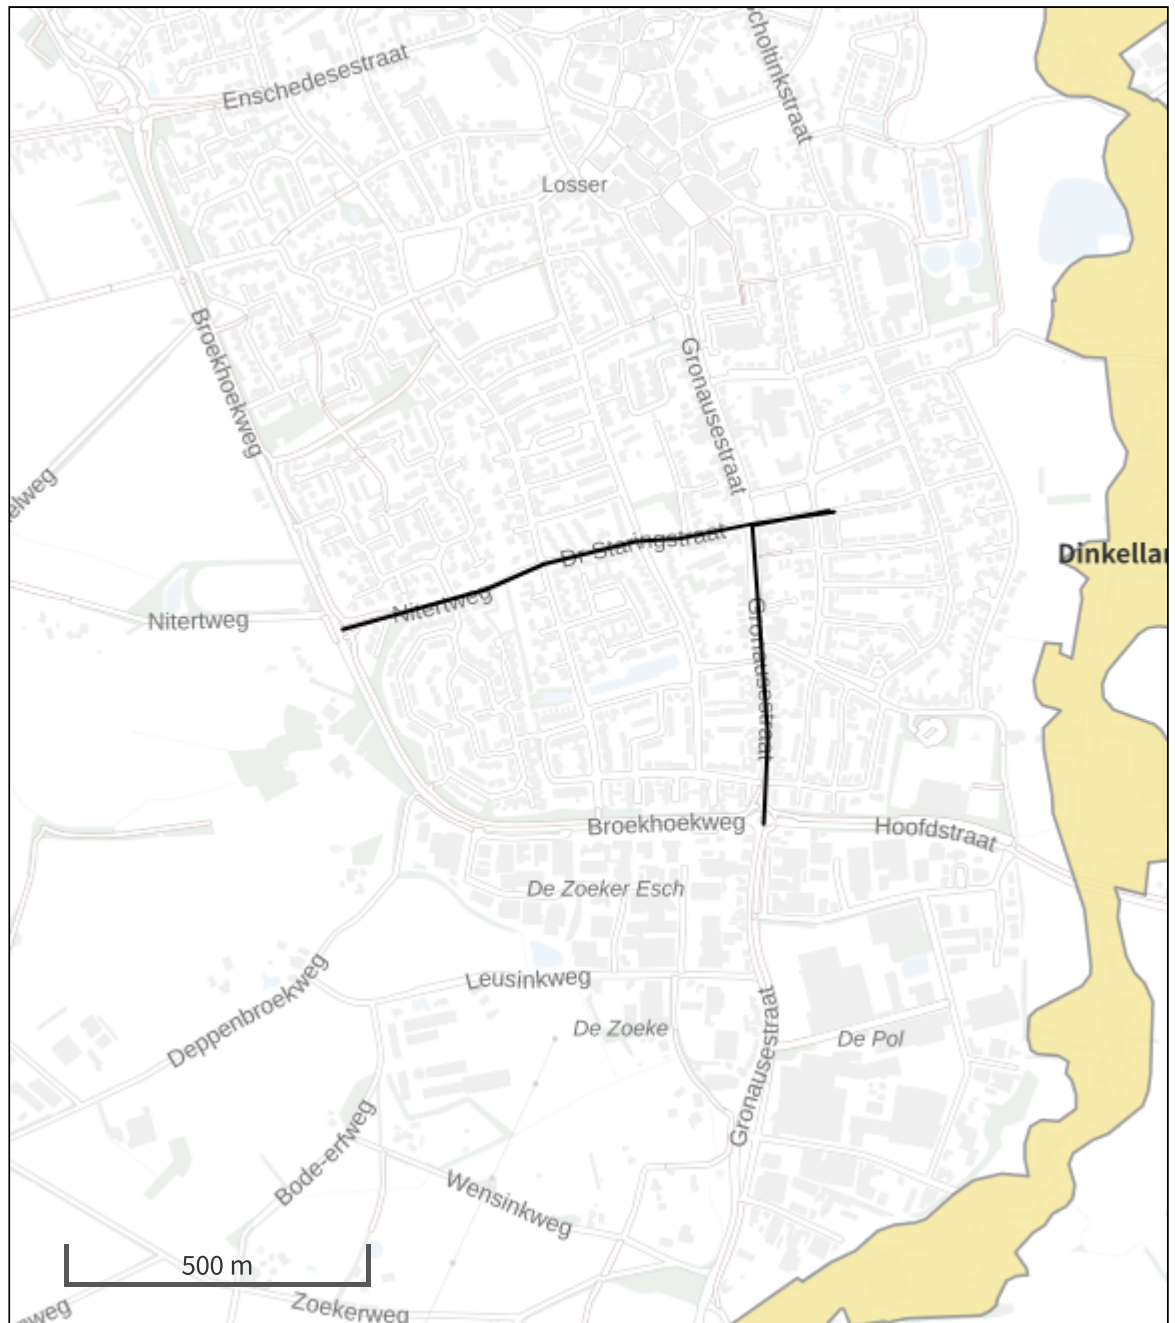 Enschedesestraat
Losser
Broekhoekweg
Gronausestraat
Dr Staringstraat
Dinkellan
Nitertweg
Nitertweg
Gronausestraat
Broekhoekweg
Hoofdstraat
De Zoeker Esch
Leusinkweg
Deppenbroekweg
De Zoeke
De Pol
Gronausestraat
Bode-erfweg
Wensinkweg
500 m
Zoekerweg